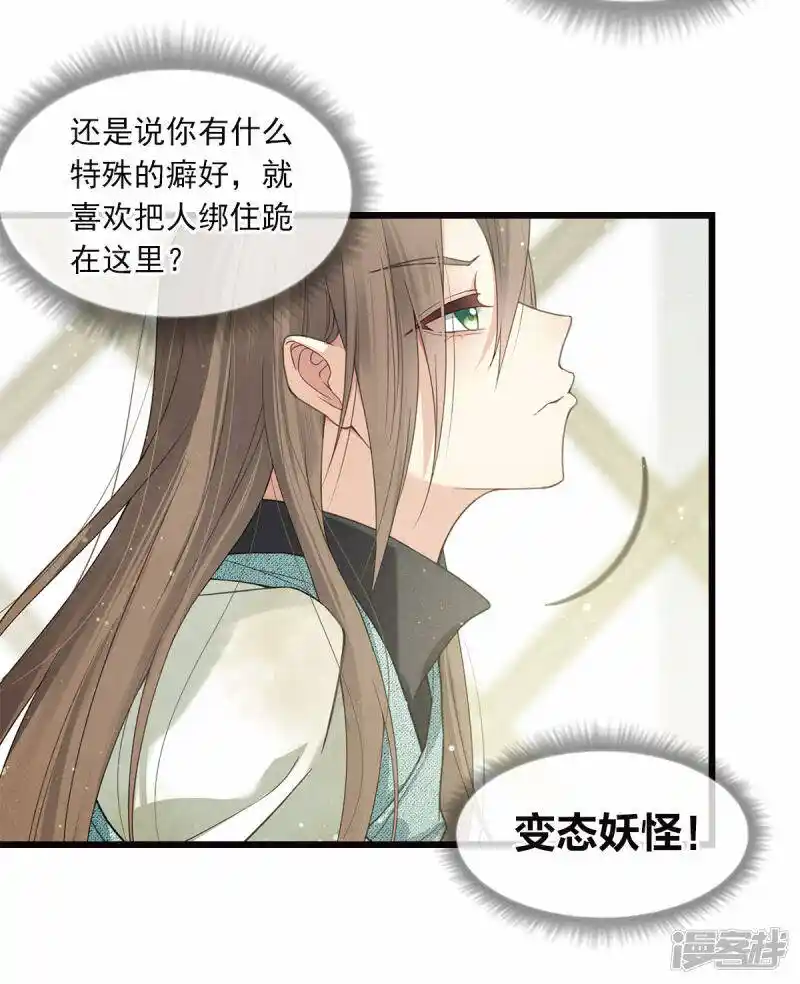 还是说你有什么
特殊的癖好，就
喜欢把人绑住跪
在这里？
变态妖怪！
漫客栈